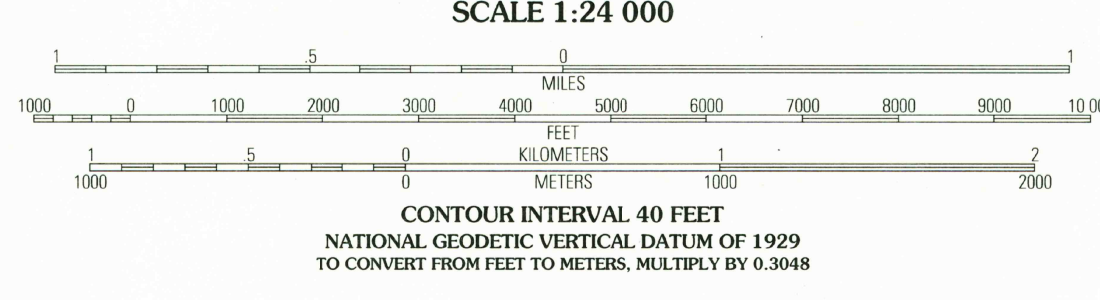 SCALE 1:24 000
1 .5 0 1
MILES
1000 0 1000 2000 3000 4000 5000 6000 7000 8000 9000 10 00
FEET
1 .5 0 KILOMETERS 1 2
1000 0 METERS 1000 2000
CONTOUR INTERVAL 40 FEET
NATIONAL GEODETIC VERTICAL DATUM OF 1929
TO CONVERT FROM FEET TO METERS, MULTIPLY BY 0.3048